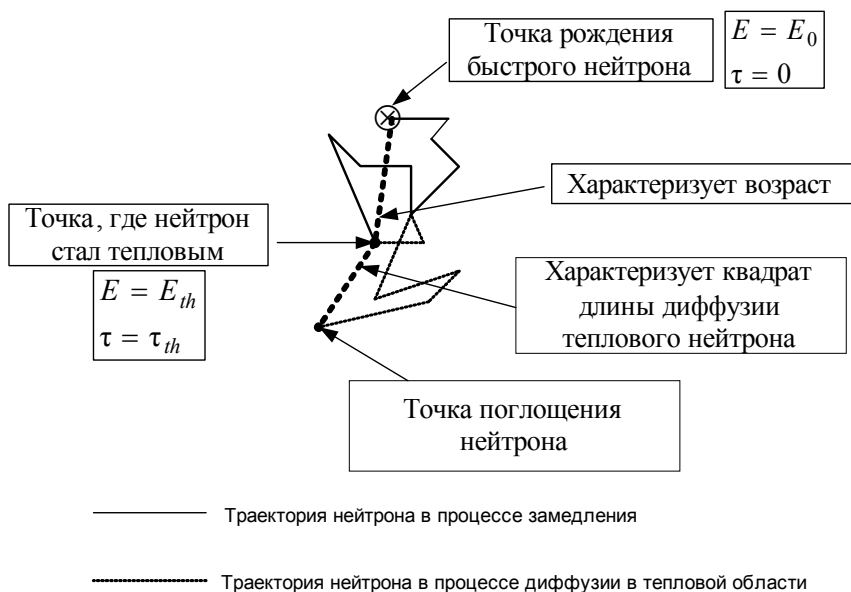 Точка рождения
быстрого нейтрона
E = E₀
τ = 0
Характеризует возраст
Точка, где нейтрон
стал тепловым
E = Eₜₕ
τ = τₜₕ
Характеризует квадрат
длины диффузии
теплового нейтрона
Точка поглощения
нейтрона
Траектория нейтрона в процессе замедления
Траектория нейтрона в процессе диффузии в тепловой области